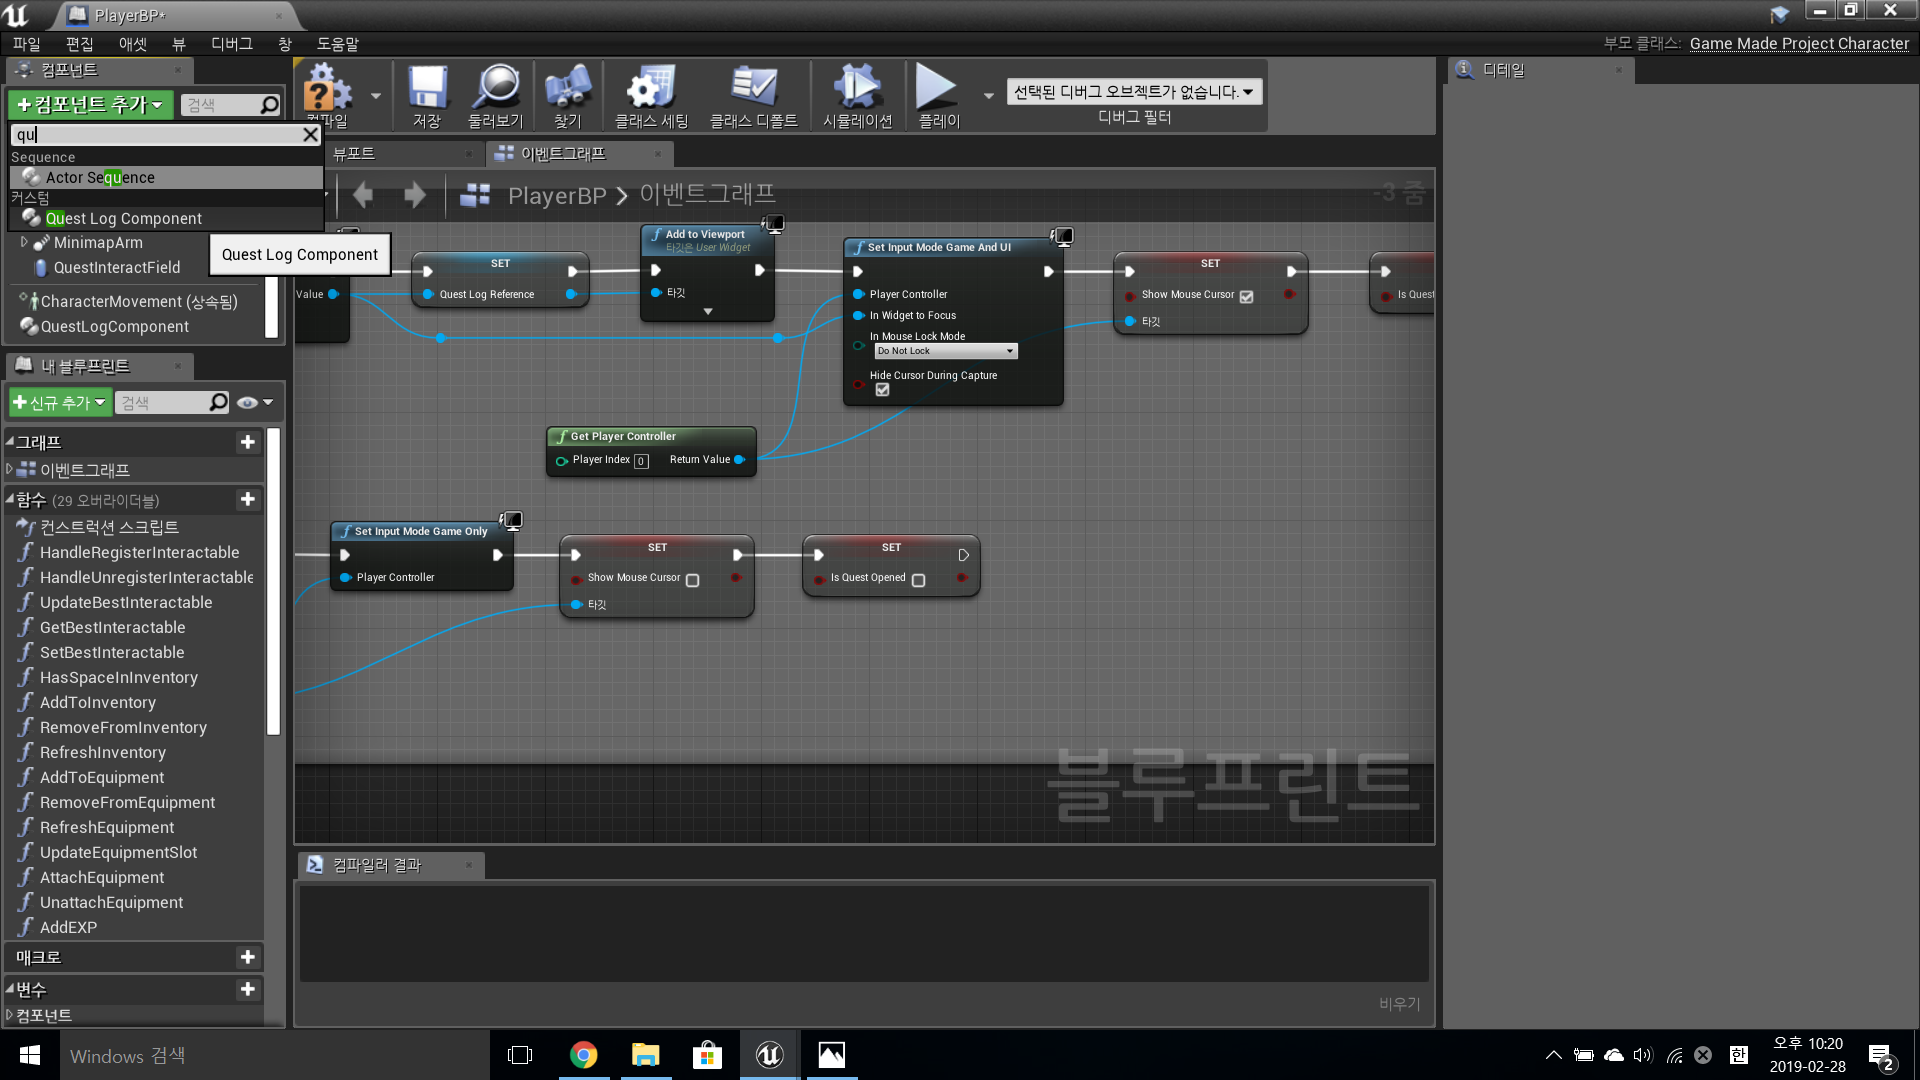 PlayerBP*
파일 편집 애셋 뷰 디버그 창 도움말
부모 클래스: Game Made Project Character
컴포넌트
+컴포넌트 추가
검색
qu
Sequence
Actor Sequence
커스텀
Quest Log Component
Quest Log Component
MinimapArm
QuestInteractField
CharacterMovement (상속됨)
QuestLogComponent
저장
둘러보기
찾기
클래스 세팅
클래스 디폴트
시뮬레이션
플레이
선택된 디버그 오브젝트가 없습니다.
디버그 필터
디테일
뷰포트
이벤트그래프
PlayerBP > 이벤트그래프
-3 줌
Value
SET
Quest Log Reference
Add to Viewport
타깃은 User Widget
타깃
Set Input Mode Game And UI
Player Controller
In Widget to Focus
In Mouse Lock Mode
Do Not Lock
Hide Cursor During Capture
SET
Show Mouse Cursor
타깃
Is Quest
Get Player Controller
Player Index 0
Return Value
Set Input Mode Game Only
Player Controller
SET
Show Mouse Cursor
타깃
SET
Is Quest Opened
블루프린트
내 블루프린트
+신규 추가
검색
그래프
이벤트그래프
함수 (29 오버라이더블)
컨스트럭션 스크립트
HandleRegisterInteractable
HandleUnregisterInteractable
UpdateBestInteractable
GetBestInteractable
SetBestInteractable
HasSpaceInInventory
AddToInventory
RemoveFromInventory
RefreshInventory
AddToEquipment
RemoveFromEquipment
RefreshEquipment
UpdateEquipmentSlot
AttachEquipment
UnattachEquipment
AddEXP
매크로
변수
컴포넌트
컴파일러 결과
비우기
Windows 검색
한
오후 10:20
2019-02-28
2